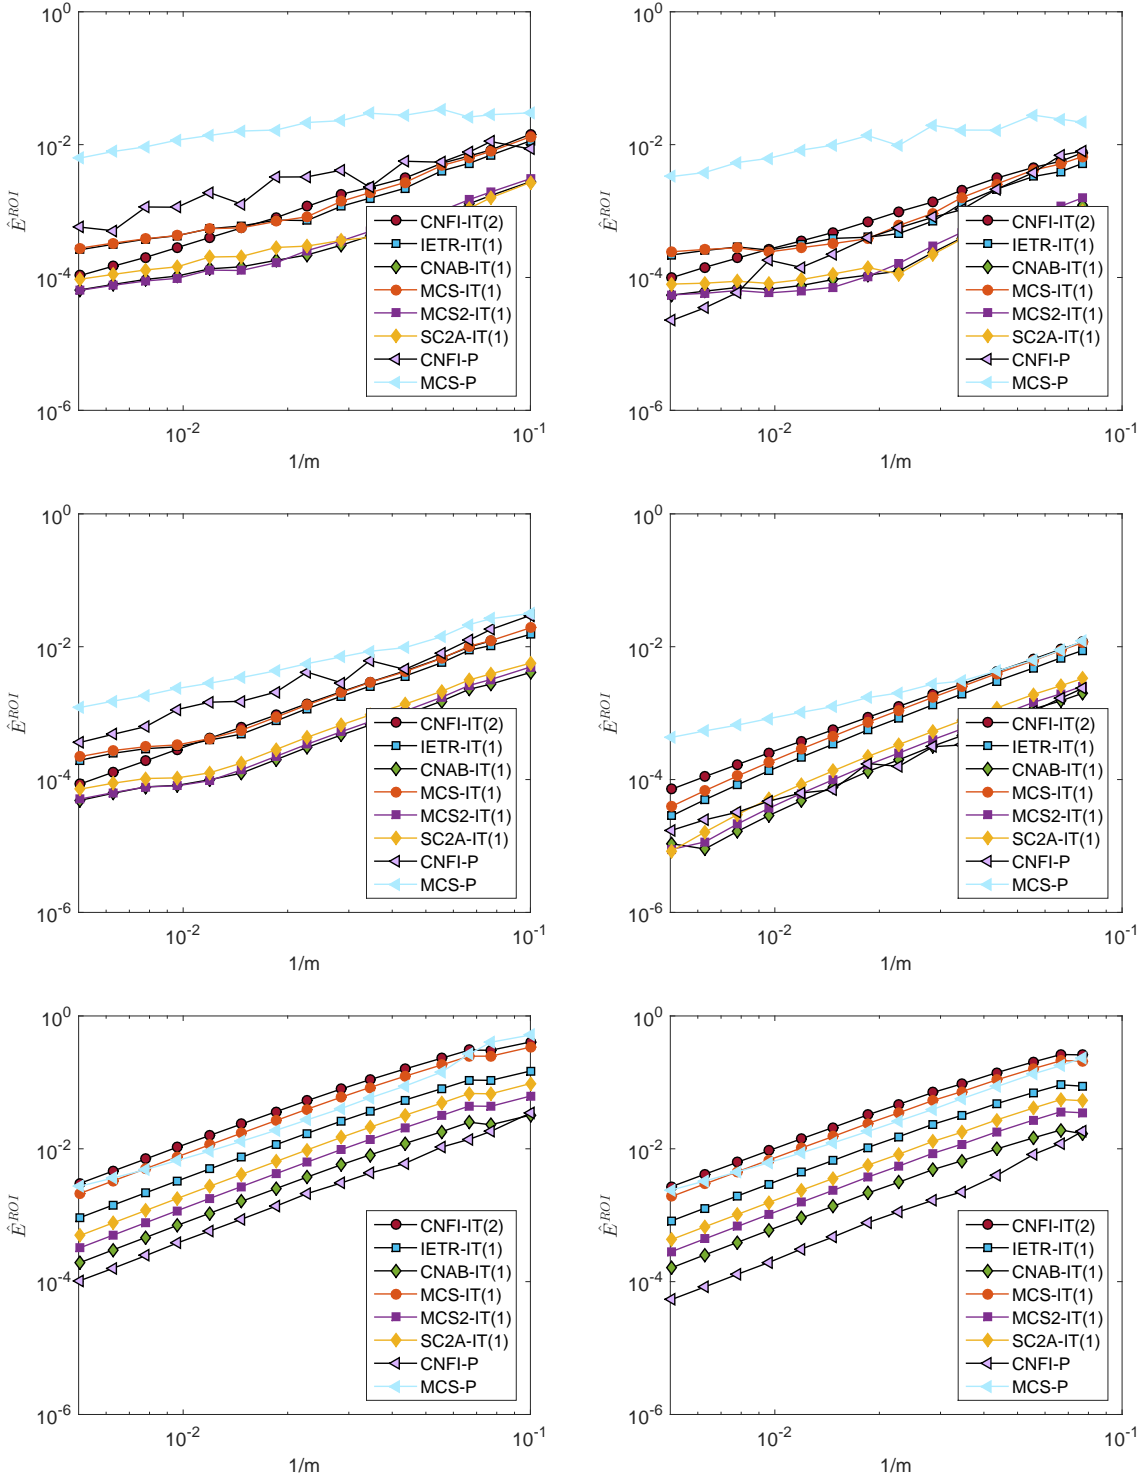 10^0
10^-2
10^-4
10^-6
Ê^ROI
10^-2
10^-1
1/m
CNFI-IT(2)
IETR-IT(1)
CNAB-IT(1)
MCS-IT(1)
MCS2-IT(1)
SC2A-IT(1)
CNFI-P
MCS-P
10^0
10^-2
10^-4
10^-6
Ê^ROI
10^-2
10^-1
1/m
CNFI-IT(2)
IETR-IT(1)
CNAB-IT(1)
MCS-IT(1)
MCS2-IT(1)
SC2A-IT(1)
CNFI-P
MCS-P
10^0
10^-2
10^-4
10^-6
Ê^ROI
10^-2
10^-1
1/m
CNFI-IT(2)
IETR-IT(1)
CNAB-IT(1)
MCS-IT(1)
MCS2-IT(1)
SC2A-IT(1)
CNFI-P
MCS-P
10^0
10^-2
10^-4
10^-6
Ê^ROI
10^-2
10^-1
1/m
CNFI-IT(2)
IETR-IT(1)
CNAB-IT(1)
MCS-IT(1)
MCS2-IT(1)
SC2A-IT(1)
CNFI-P
MCS-P
10^0
10^-2
10^-4
10^-6
Ê^ROI
10^-2
10^-1
1/m
CNFI-IT(2)
IETR-IT(1)
CNAB-IT(1)
MCS-IT(1)
MCS2-IT(1)
SC2A-IT(1)
CNFI-P
MCS-P
10^0
10^-2
10^-4
10^-6
Ê^ROI
10^-2
10^-1
1/m
CNFI-IT(2)
IETR-IT(1)
CNAB-IT(1)
MCS-IT(1)
MCS2-IT(1)
SC2A-IT(1)
CNFI-P
MCS-P